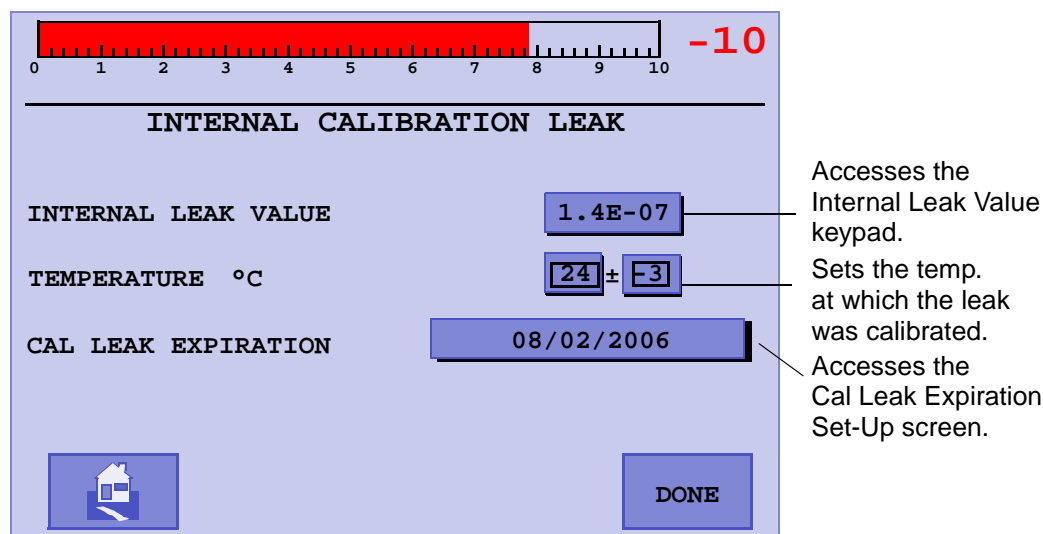 -10
0 1 2 3 4 5 6 7 8 9 10
INTERNAL CALIBRATION LEAK
INTERNAL LEAK VALUE 1.4E-07
Accesses the
Internal Leak Value
keypad.
TEMPERATURE °C 24 ± -3
Sets the temp.
at which the leak
was calibrated.
CAL LEAK EXPIRATION 08/02/2006
Accesses the
Cal Leak Expiration
Set-Up screen.
DONE